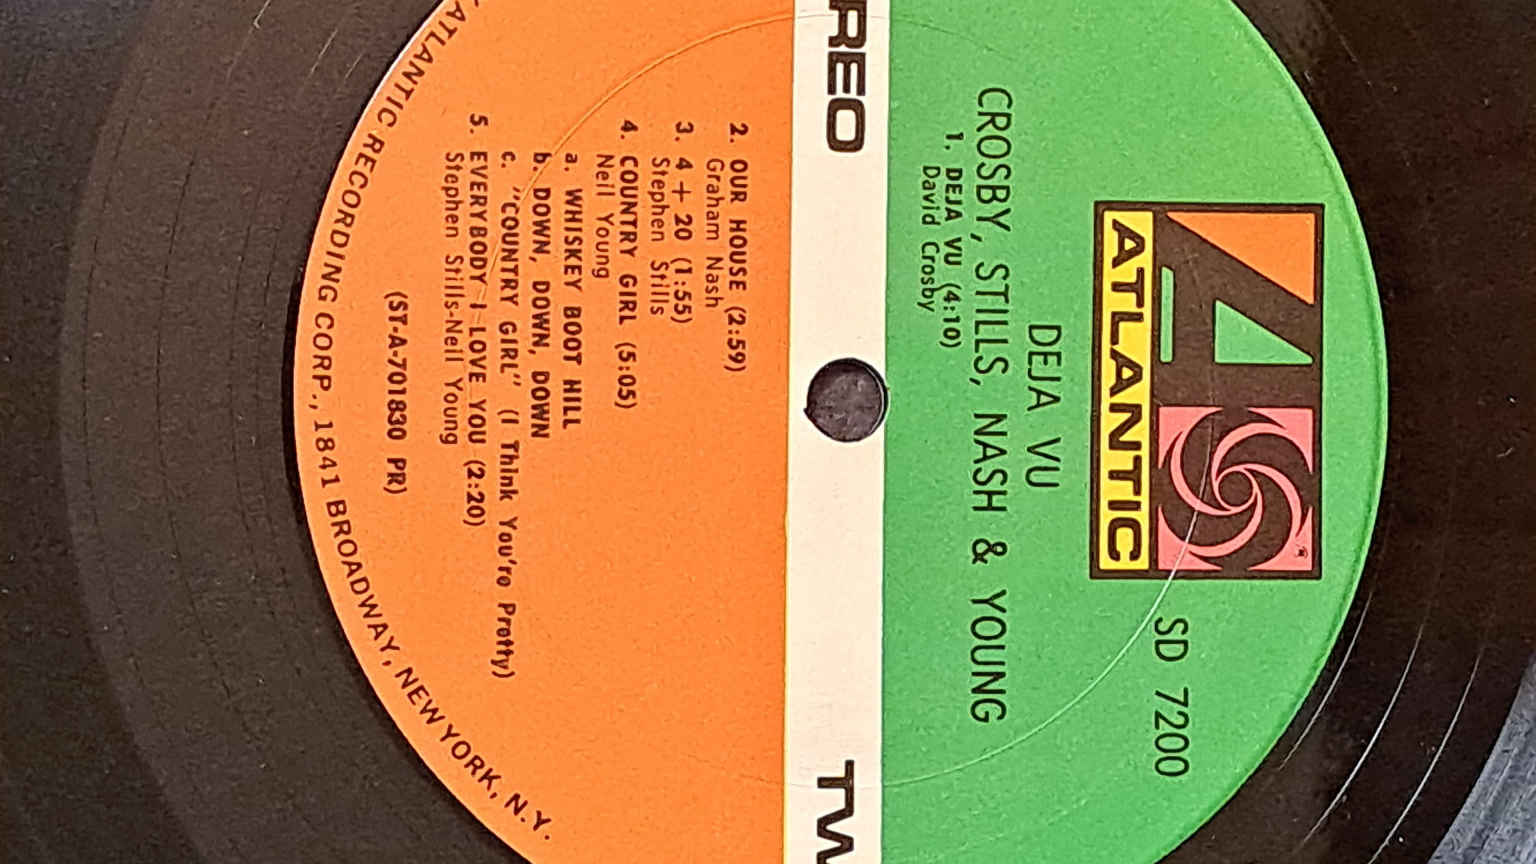 ATLANTIC
SD 7200
DEJA VU
CROSBY, STILLS, NASH & YOUNG
1. DEJA VU (4:10)
David Crosby
2. OUR HOUSE (2:59)
Graham Nash
3. 4 + 20 (1:55)
Stephen Stills
4. COUNTRY GIRL (5:05)
Neil Young
a. WHISKEY BOOT HILL
b. DOWN, DOWN, DOWN
c. "COUNTRY GIRL" (I Think You're Pretty)
5. EVERYBODY I LOVE YOU (2:20)
Stephen Stills-Neil Young
(ST-A-701830 PR)
ATLANTIC RECORDING CORP., 1841 BROADWAY, NEW YORK, N.Y.